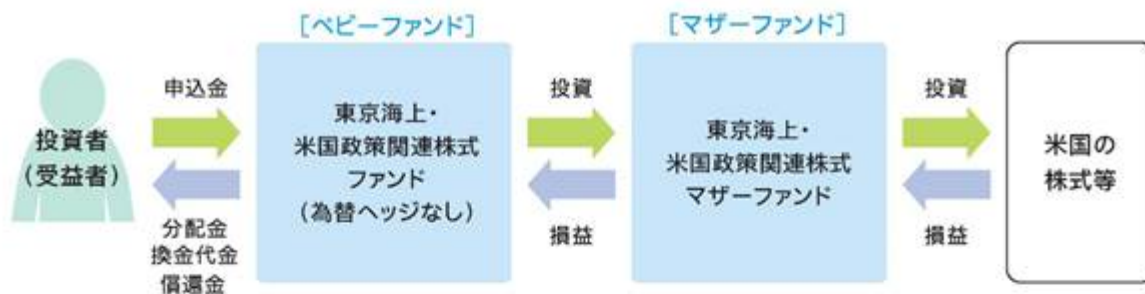 [ベビーファンド]
[マザーファンド]
投資者
(受益者)
申込金
分配金
換金代金
償還金
東京海上・
米国政策関連株式
ファンド
(為替ヘッジなし)
投資
損益
東京海上・
米国政策関連株式
マザーファンド
投資
損益
米国の
株式等